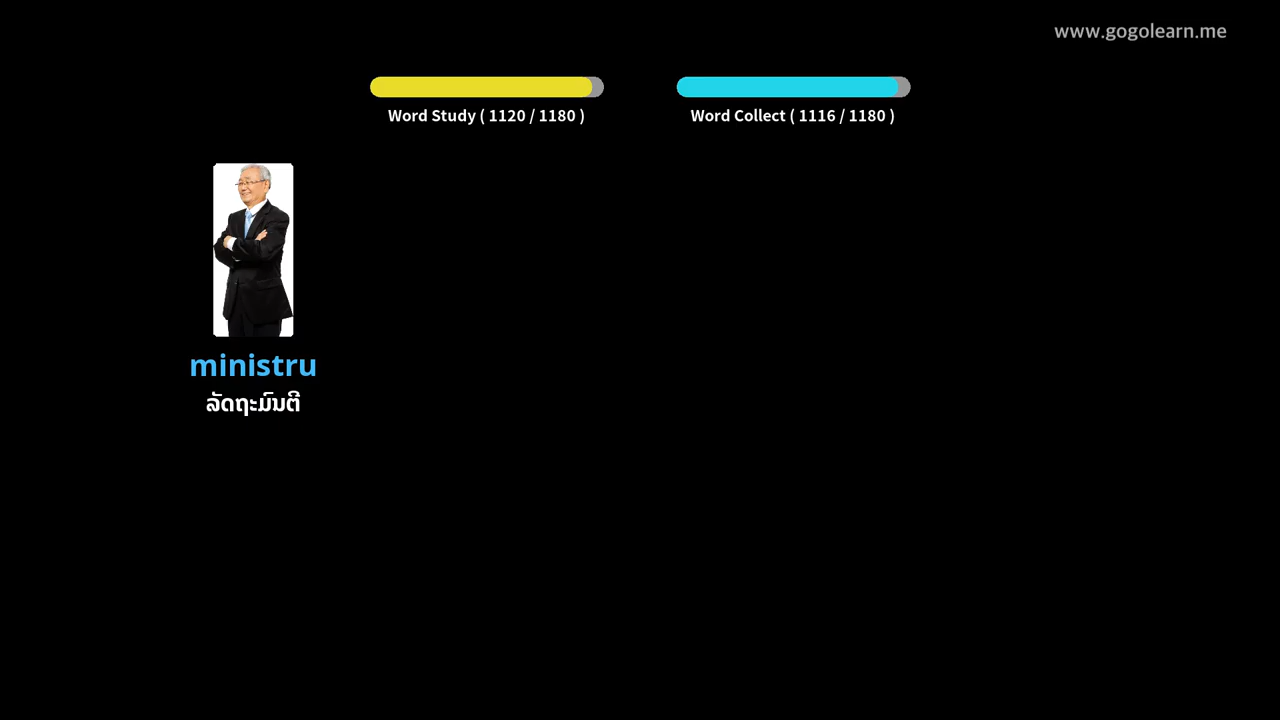 www.gogolearn.me
Word Study ( 1120 / 1180 )
Word Collect ( 1116 / 1180 )
ministru
ລັດຖະມົນຕີ